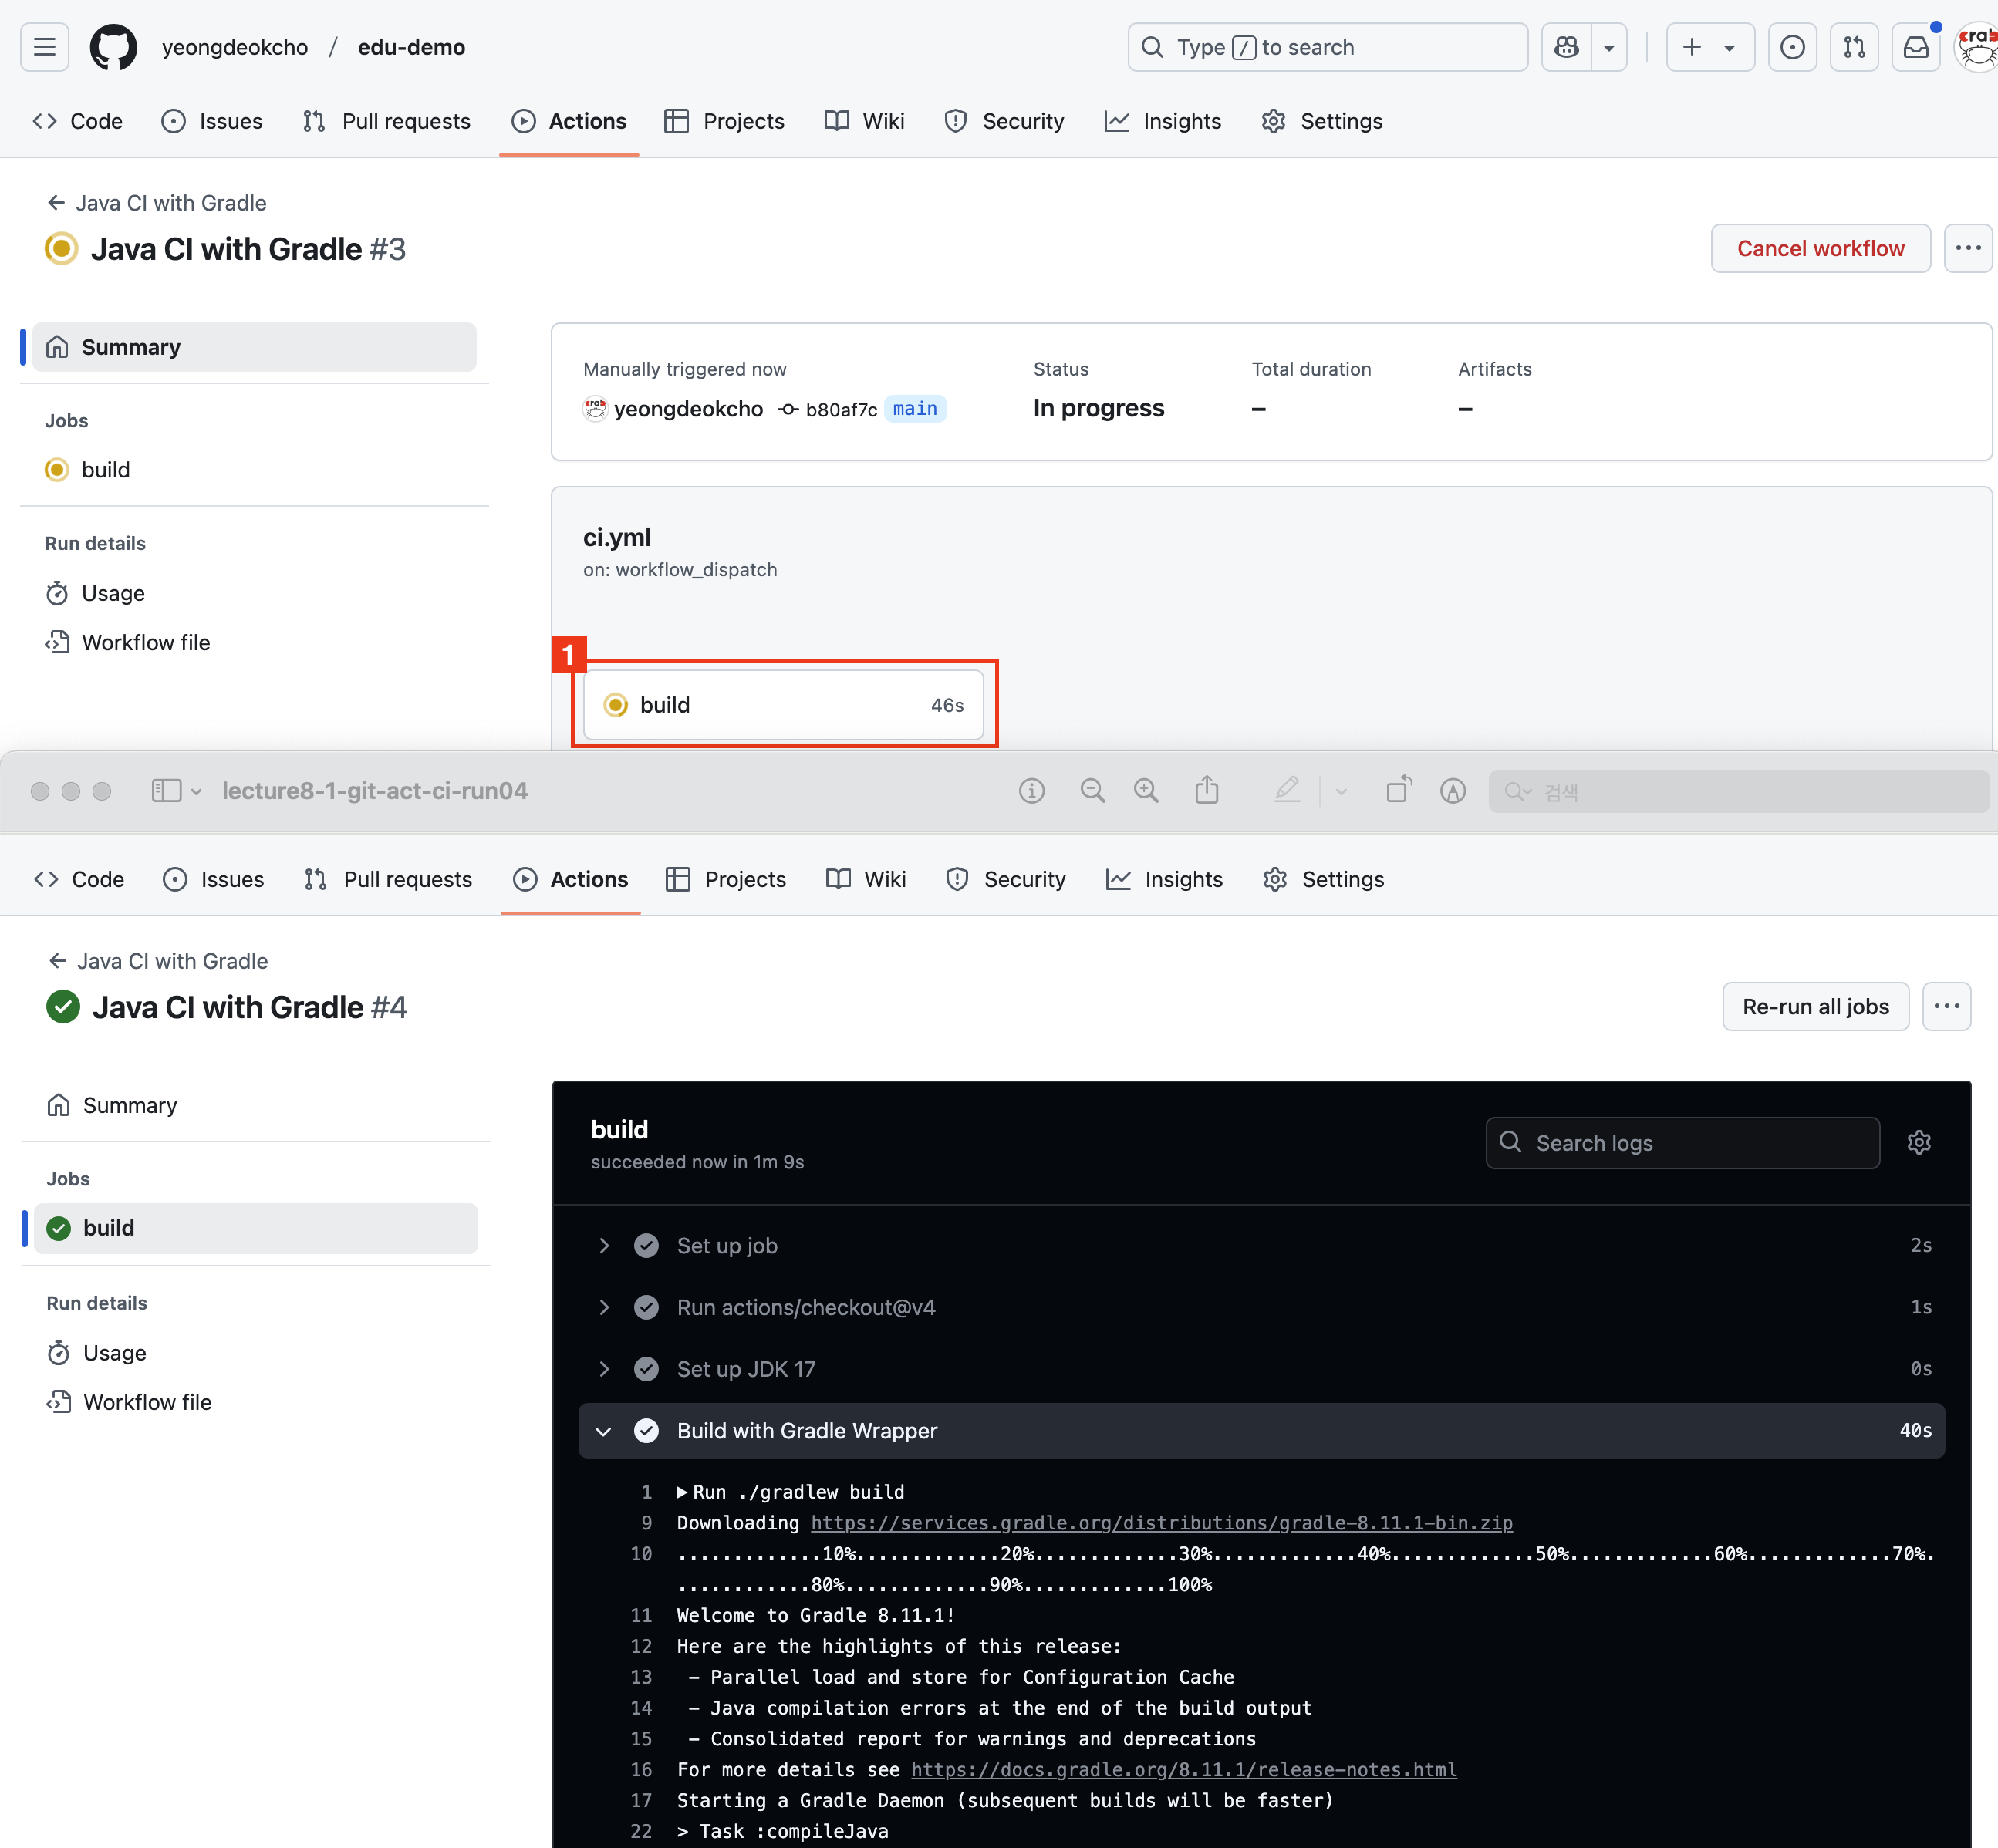 yeongdeokcho / edu-demo
Type / to search
crab
Code Issues Pull requests Actions Projects Wiki Security Insights Settings
Java CI with Gradle
Java CI with Gradle #3
Cancel workflow
Summary
Jobs
build
Run details
Usage
Workflow file
Manually triggered now
crab yeongdeokcho b80af7c main
Status
In progress
Total duration
–
Artifacts
–
ci.yml
on: workflow_dispatch
1
build 46s
lecture8-1-git-act-ci-run04
검색
Code Issues Pull requests Actions Projects Wiki Security Insights Settings
Java CI with Gradle
Java CI with Gradle #4
Re-run all jobs
Summary
Jobs
build
Run details
Usage
Workflow file
build
succeeded now in 1m 9s
Search logs
Set up job 2s
Run actions/checkout@v4 1s
Set up JDK 17 0s
Build with Gradle Wrapper 40s
1 ▶Run ./gradlew build
9 Downloading https://services.gradle.org/distributions/gradle-8.11.1-bin.zip
10 .............10%.............20%.............30%.............40%.............50%.............60%.............70%.
............80%.............90%.............100%
11 Welcome to Gradle 8.11.1!
12 Here are the highlights of this release:
13 - Parallel load and store for Configuration Cache
14 - Java compilation errors at the end of the build output
15 - Consolidated report for warnings and deprecations
16 For more details see https://docs.gradle.org/8.11.1/release-notes.html
17 Starting a Gradle Daemon (subsequent builds will be faster)
22 > Task :compileJava